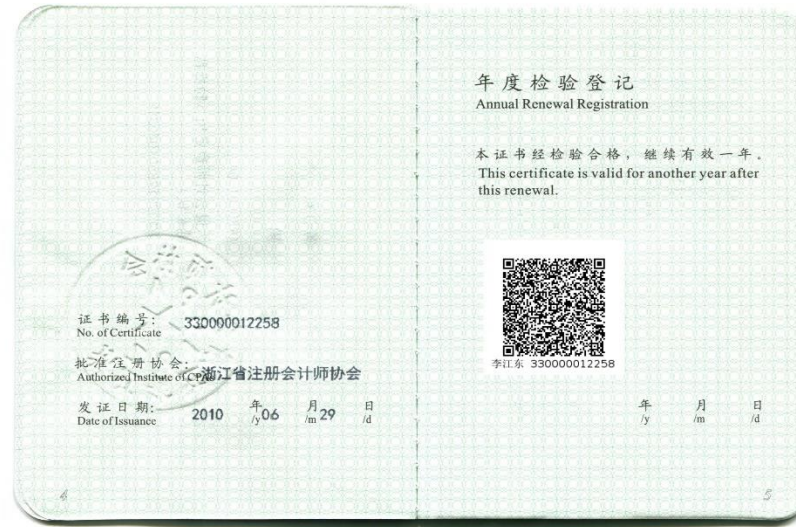 证书编号: 330000012258
No. of Certificate
批准注册协会: 浙江省注册会计师协会
Authorized Institute of CPAs
发证日期: 2010 年 06 月 29 日
Date of Issuance /y /m /d
4
年度检验登记
Annual Renewal Registration
本证书经检验合格，继续有效一年。
This certificate is valid for another year after
this renewal.
李江东 330000012258
年 月 日
/y /m /d
5